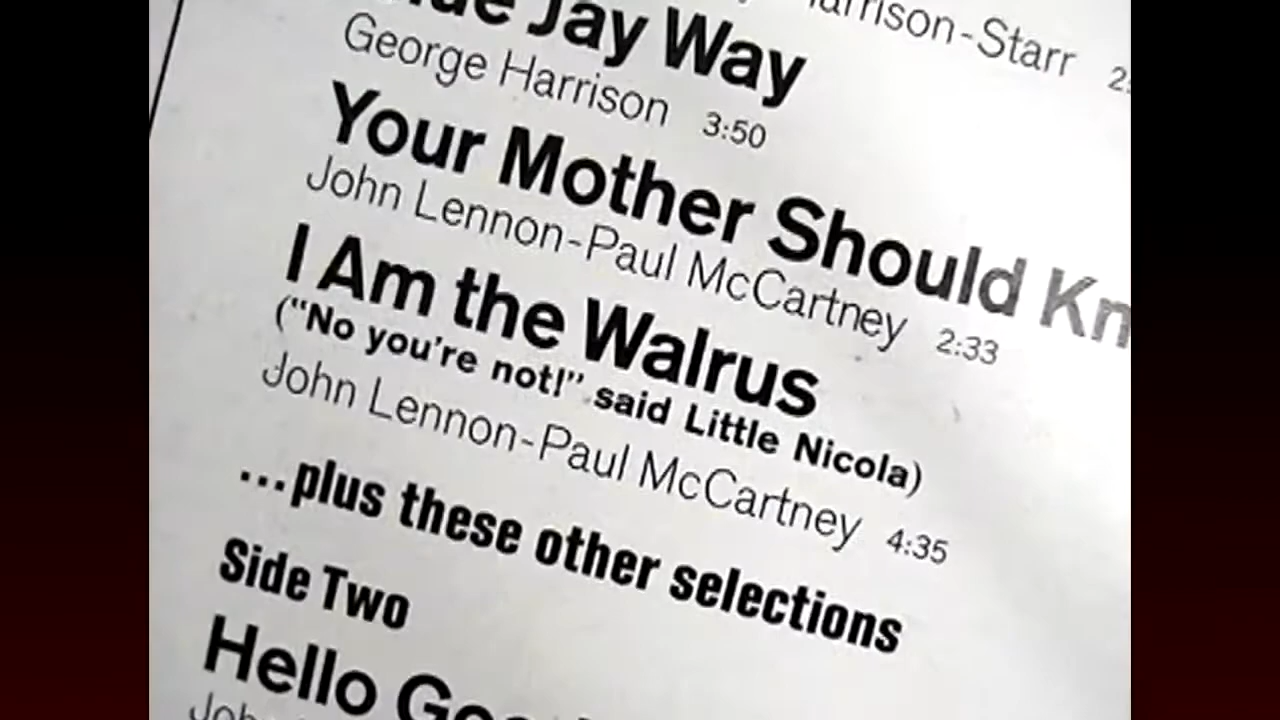 Jay Way
George Harrison 3:50
Your Mother Should
John Lennon-Paul McCartney 2:33
I Am the Walrus
("No you're not!" said Little Nicola)
John Lennon-Paul McCartney 4:35
...plus these other selections
Side Two
Hello